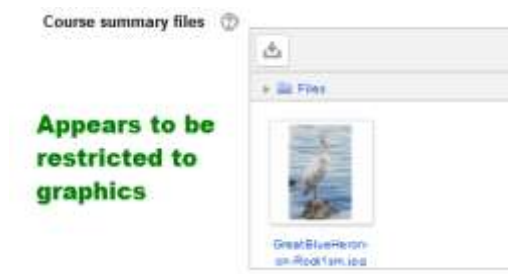 Course summary files
Files
Appears to be
restricted to
graphics
GreatBlueHeron-
on-Rock1sm.jpg